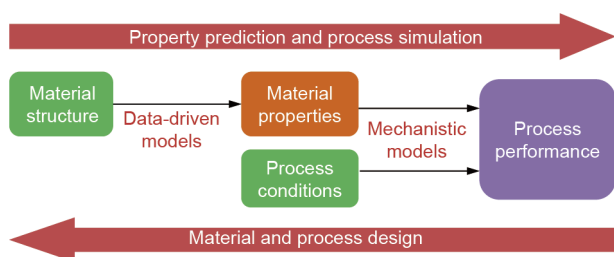 Property prediction and process simulation
Material
structure
Data-driven
models
Material
properties
Process
conditions
Mechanistic
models
Process
performance
Material and process design